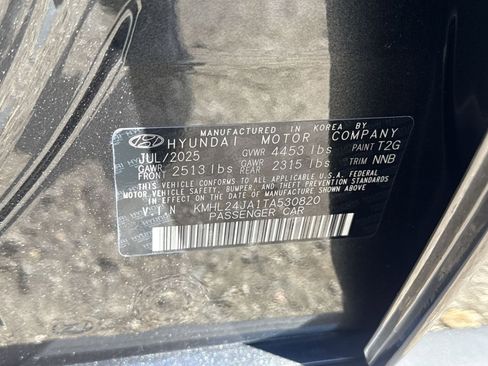 MANUFACTURED IN KOREA BY
HYUNDAI MOTOR COMPANY
JUL/2025 GVWR 4453 lbs PAINT T2G
GAWR FRONT 2513 lbs GAWR REAR 2315 lbs TRIM NNB
THIS VEHICLE CONFORMS TO ALL APPLICABLE U.S.A. FEDERAL
MOTOR VEHICLE SAFETY, BUMPER, AND THEFT PREVENTION
STANDARDS IN EFFECT ON THE DATE OF
MANUFACTURE SHOWN ABOVE
V.I.N KMHL24JA1TA530820
PASSENGER CAR